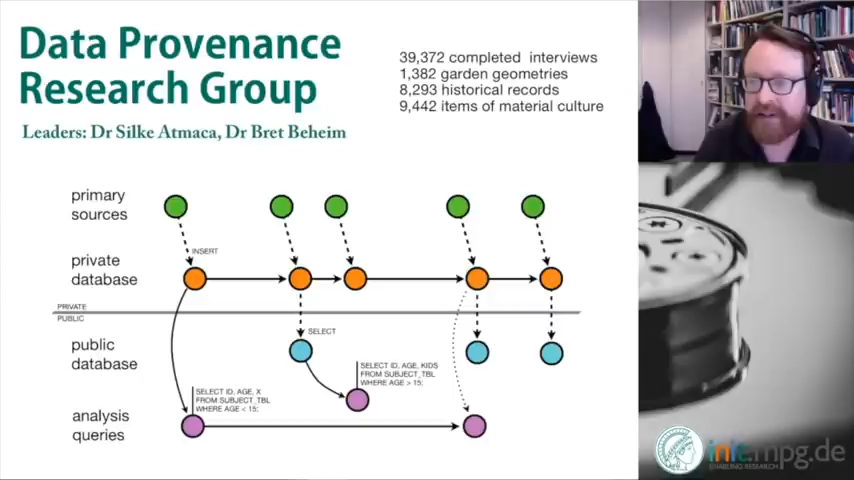 Data Provenance
Research Group
Leaders: Dr Silke Atmaca, Dr Bret Beheim
39,372 completed interviews
1,382 garden geometries
8,293 historical records
9,442 items of material culture
primary
sources
INSERT
private
database
PRIVATE
PUBLIC
SELECT
public
database
SELECT ID, AGE, KIDS
FROM SUBJECT_TBL
WHERE AGE > 15;
SELECT ID, AGE, X
FROM SUBJECT_TBL
WHERE AGE < 15;
analysis
queries
init.mpg.de
ENABLING RESEARCH